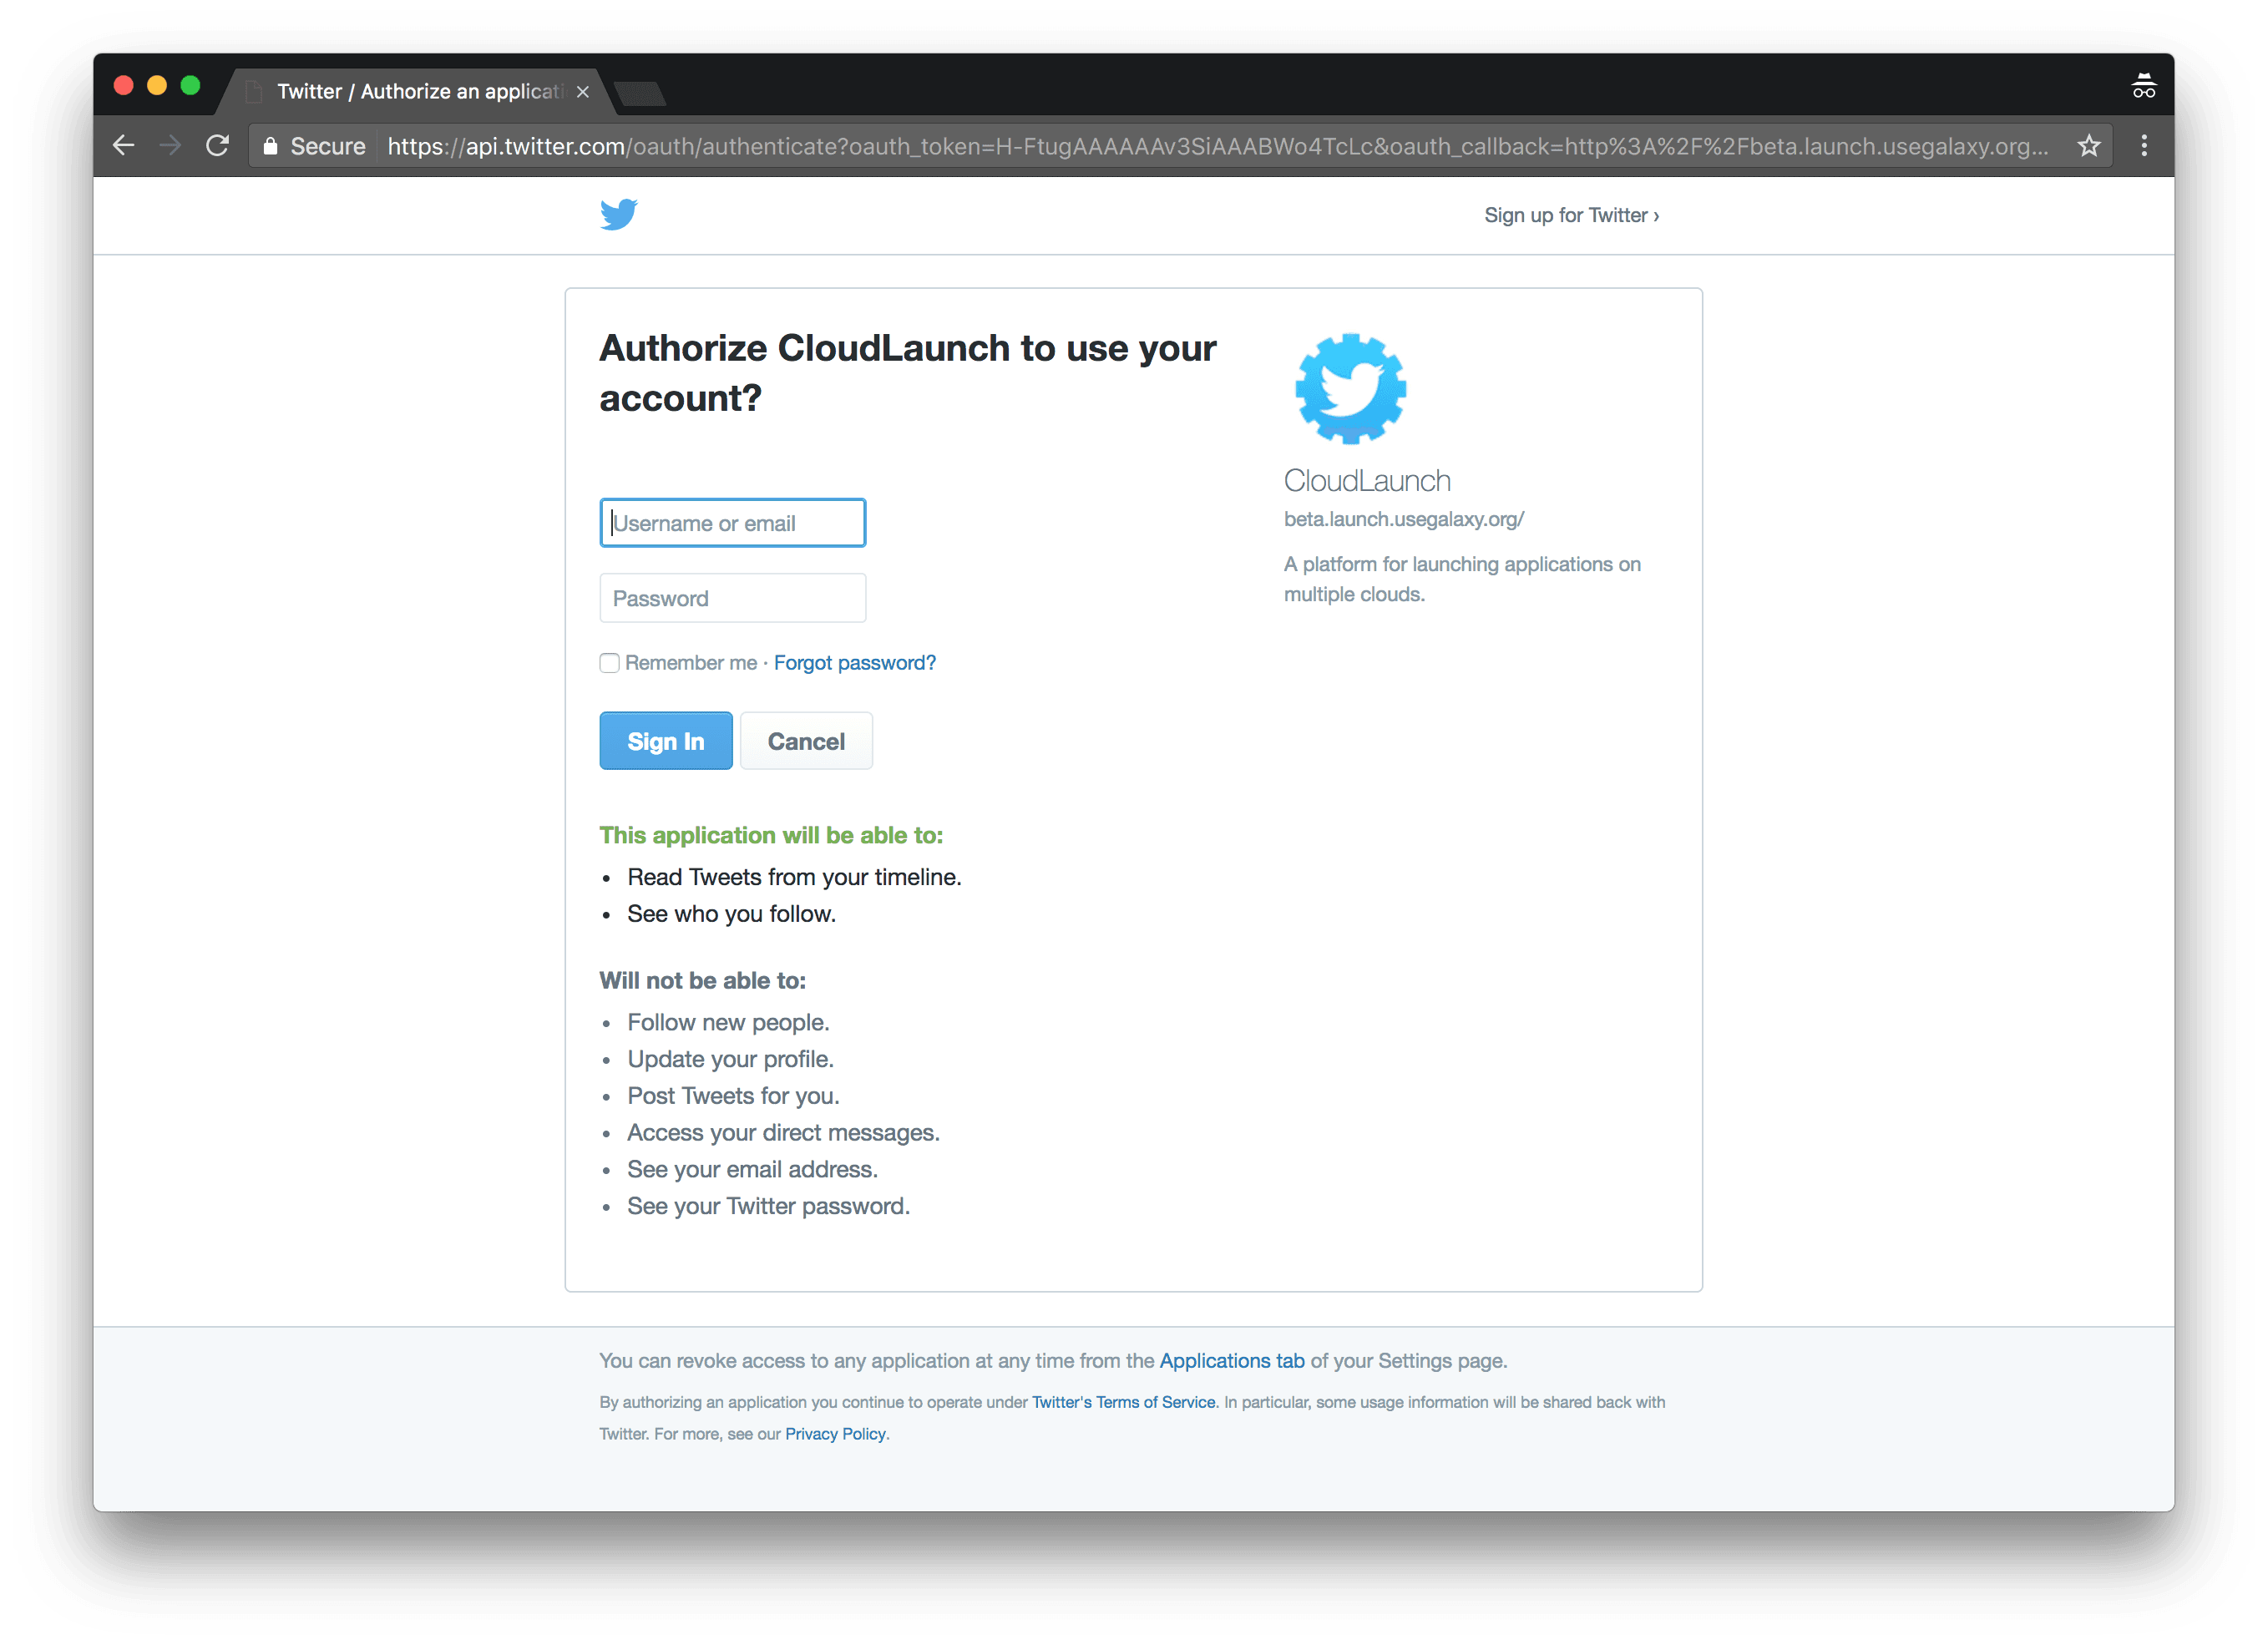 Twitter / Authorize an applicati
Secure https://api.twitter.com/oauth/authenticate?oauth_token=H-FtugAAAAAAv3SiAAABWo4TcLc&oauth_callback=http%3A%2F%2Fbeta.launch.usegalaxy.org...
Sign up for Twitter ›
Authorize CloudLaunch to use your
account?
Username or email
Password
Remember me · Forgot password?
Sign In Cancel
This application will be able to:
• Read Tweets from your timeline.
• See who you follow.
Will not be able to:
• Follow new people.
• Update your profile.
• Post Tweets for you.
• Access your direct messages.
• See your email address.
• See your Twitter password.
CloudLaunch
beta.launch.usegalaxy.org/
A platform for launching applications on
multiple clouds.
You can revoke access to any application at any time from the Applications tab of your Settings page.
By authorizing an application you continue to operate under Twitter's Terms of Service. In particular, some usage information will be shared back with
Twitter. For more, see our Privacy Policy.